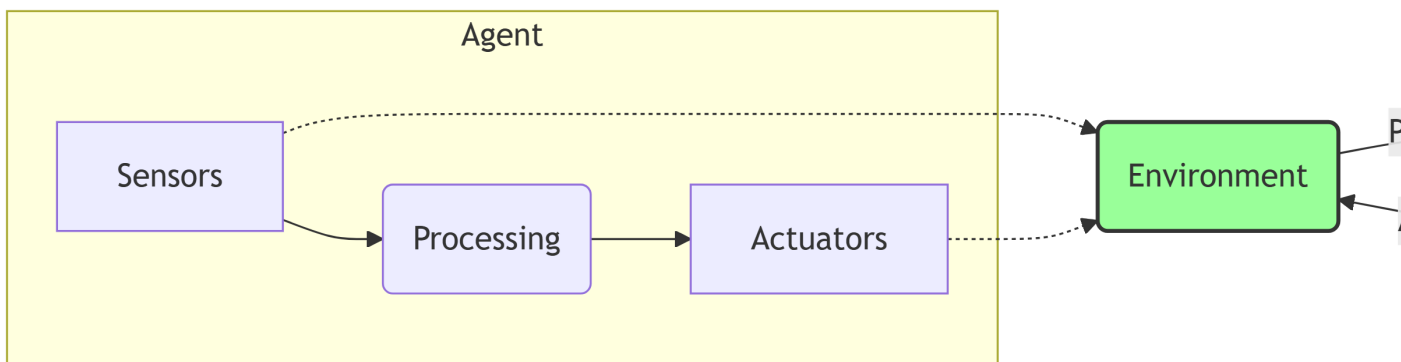 Agent
Sensors
Processing
Actuators
Environment